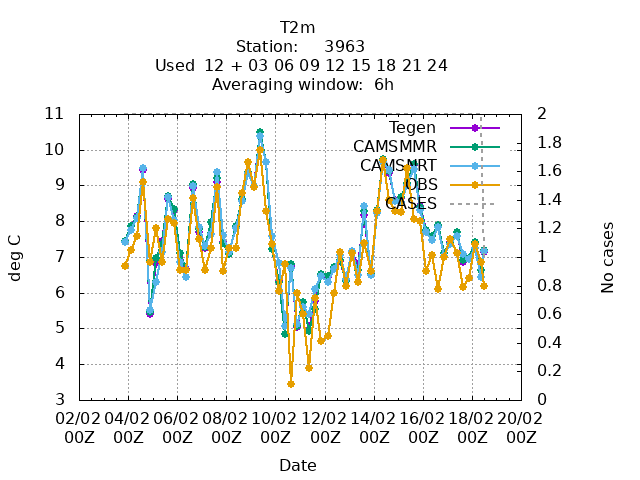 T2m
Station: 3963
Used 12 + 03 06 09 12 15 18 21 24
Averaging window: 6h
11 2
Tegen
1.8
10 CAMSMMR
1.6
CAMSNRT
9 OBS
1.4
CASES
8 1.2
deg C
7 1
No cases
6 0.8
0.6
5
0.4
4
0.2
3 0
02/02 04/02 06/02 08/02 10/02 12/02 14/02 16/02 18/02 20/02
00Z 00Z 00Z 00Z 00Z 00Z 00Z 00Z 00Z 00Z
Date